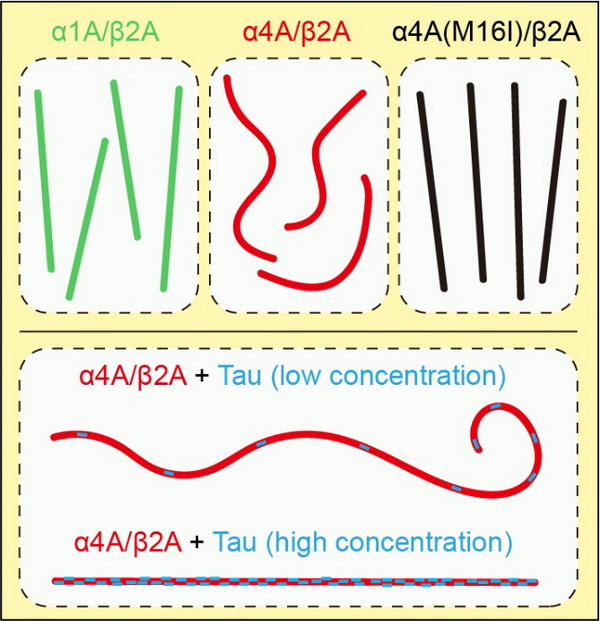 α1A/β2A
α4A/β2A
α4A(M16I)/β2A
α4A/β2A + Tau (low concentration)
α4A/β2A + Tau (high concentration)